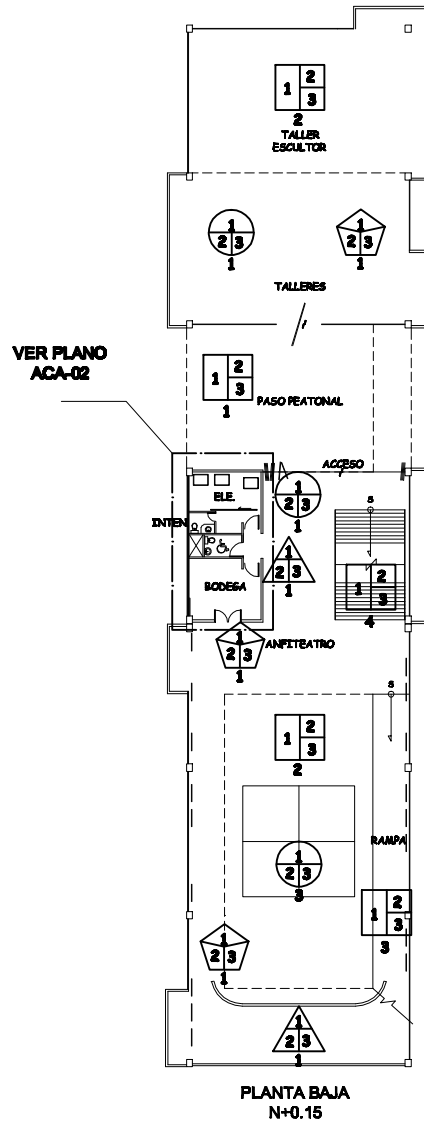 1 2
3
2
TALLER
ESCULTOR
1
2 3
1
1
2 3
1
TALLERES
VER PLANO
ACA-02
1 2
3
1
PASO PEATONAL
ACCESO
ELE.
1
2 3
1
S
INTEN
1
2 3
1
1 2
3
4
BODEGA
1
2 3
1
ANFITEATRO
S
1 2
3
2
RAMPA
1
2 3
3
1 2
3
3
1
2 3
1
1
2 3
1
PLANTA BAJA
N+0.15